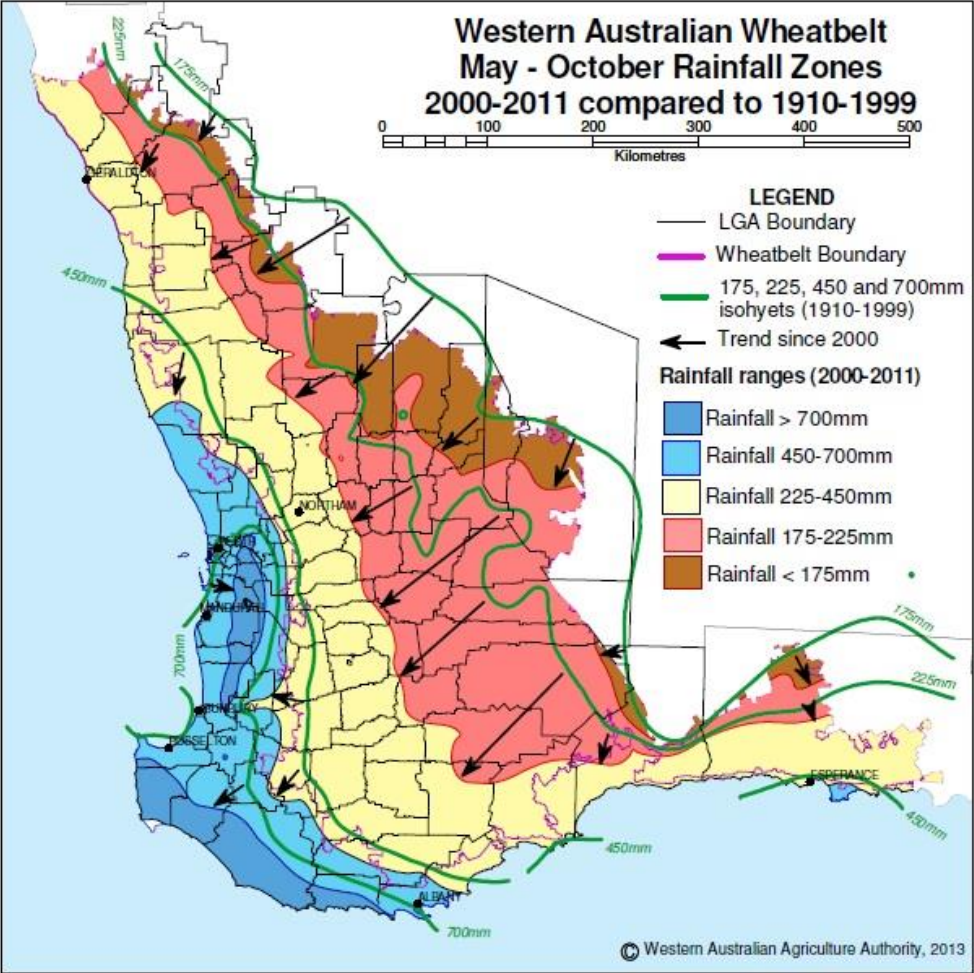 Western Australian Wheatbelt
May - October Rainfall Zones
2000-2011 compared to 1910-1999
0 100 200 300 400 500
Kilometres
LEGEND
LGA Boundary
Wheatbelt Boundary
175, 225, 450 and 700mm
isohyets (1910-1999)
Trend since 2000
Rainfall ranges (2000-2011)
Rainfall > 700mm
Rainfall 450-700mm
Rainfall 225-450mm
Rainfall 175-225mm
Rainfall < 175mm
225mm
175mm
GERALDTON
450mm
NORTHAM
PERTH
MANDURAH
700mm
BUNBURY
BUSSELTON
175mm
225mm
ESPERANCE
450mm
450mm
ALBANY
700mm
© Western Australian Agriculture Authority, 2013